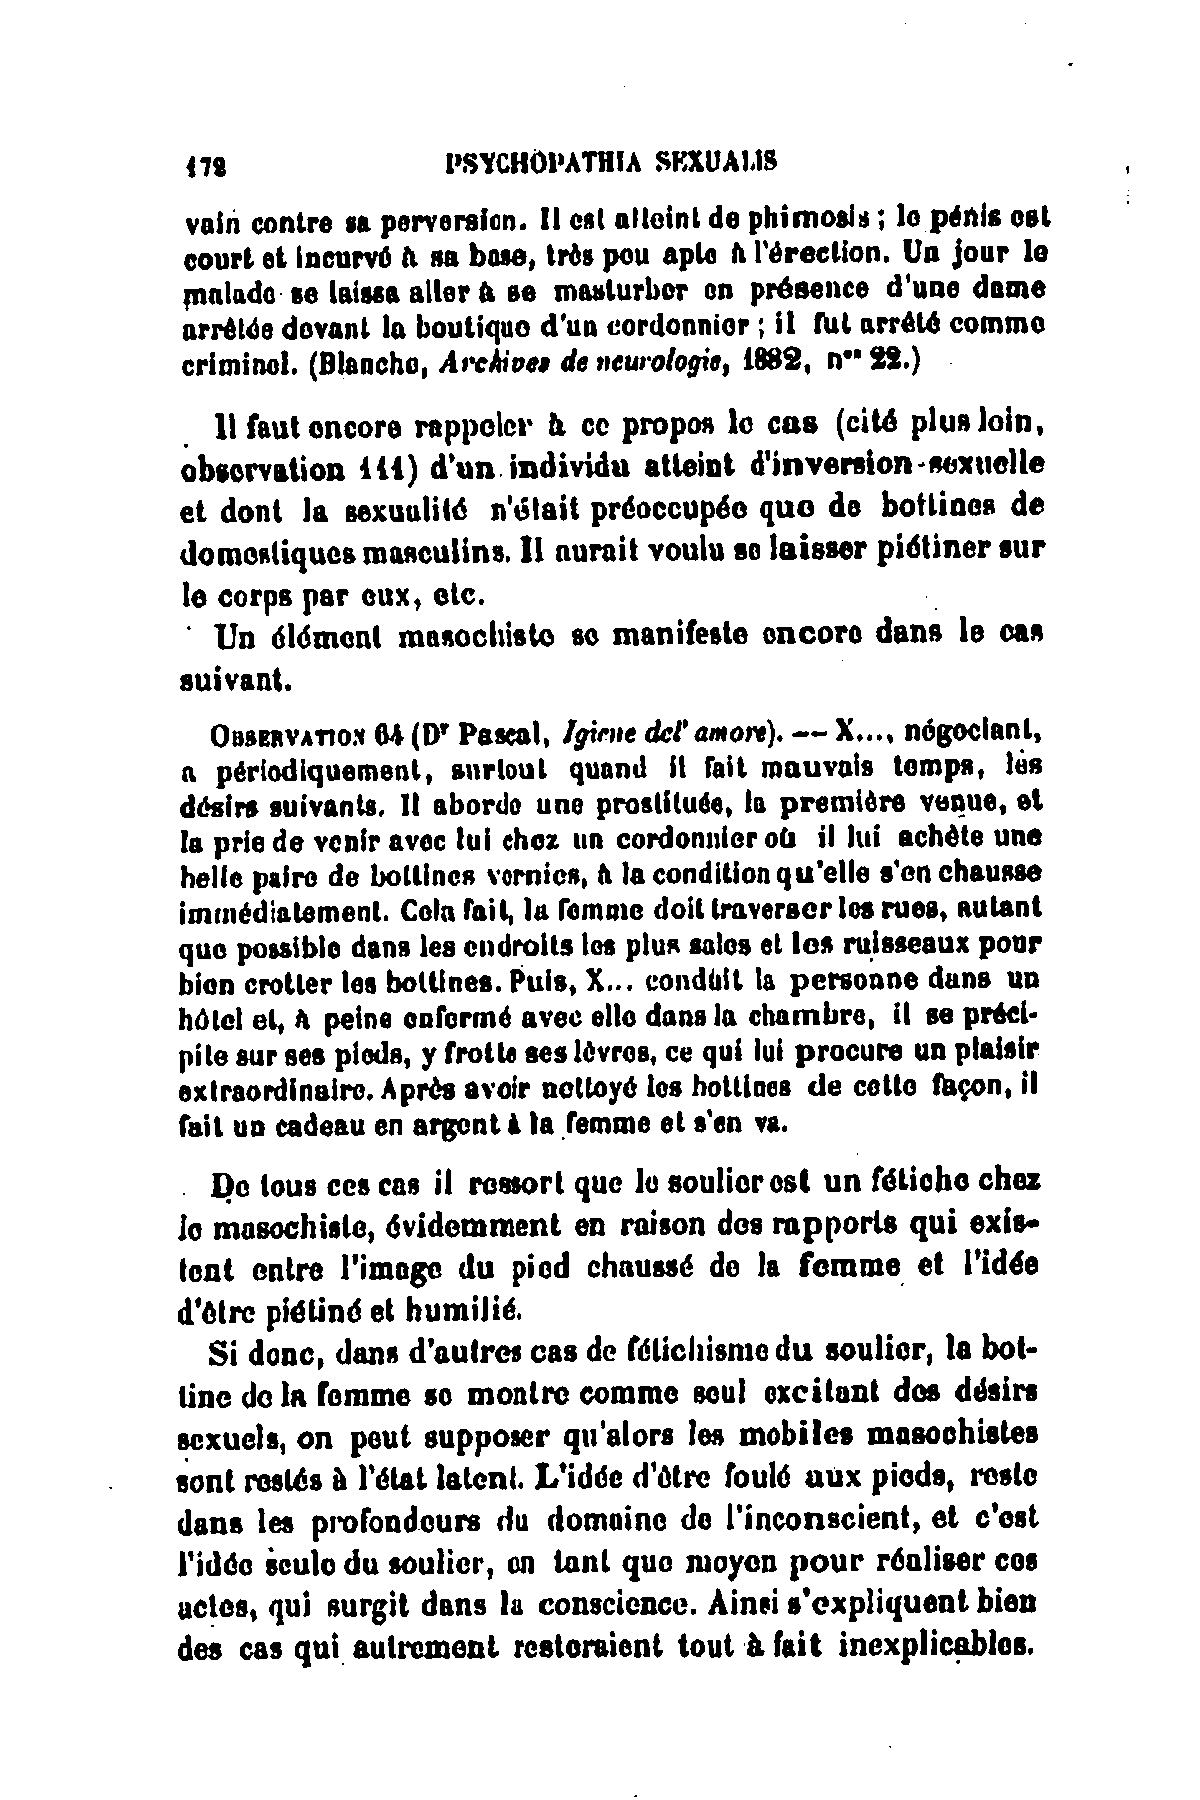 178 PSYCHOPATHIA SEXUALIS
vain contre sa perversion. Il est atteint de phimosis ; le pénis est
court et incurvé à sa base, très peu apte à l'érection. Un jour le
malade se laissa aller à se masturber en présence d'une dame
arrêtée devant la boutique d'un cordonnier ; il fut arrêté comme
criminel. (Blanche, Archives de neurologie, 1882, nos 22.)
Il faut encore rappeler à ce propos le cas (cité plus loin,
observation 111) d'un individu atteint d'inversion sexuelle
et dont la sexualité n'était préoccupée que de bottines de
domestiques masculins. Il aurait voulu se laisser piétiner sur
le corps par eux, etc.
Un élément masochiste se manifeste encore dans le cas
suivant.
OBSERVATION 64 (Dr Pascal, Igiene del' amore). — X..., négociant,
a périodiquement, surtout quand il fait mauvais temps, les
désirs suivants. Il aborde une prostituée, la première venue, et
la prie de venir avec lui chez un cordonnier où il lui achète une
belle paire de bottines vernies, à la condition qu'elle s'en chausse
immédiatement. Cela fait, la femme doit traverser les rues, autant
que possible dans les endroits les plus sales et les ruisseaux pour
bien crotter les bottines. Puis, X... conduit la personne dans un
hôtel et, à peine enfermé avec elle dans la chambre, il se préci-
pite sur ses pieds, y frotte ses lèvres, ce qui lui procure un plaisir
extraordinaire. Après avoir nettoyé les bottines de cette façon, il
fait un cadeau en argent à la femme et s'en va.
De tous ces cas il ressort que le soulier est un fétiche chez
le masochiste, évidemment en raison des rapports qui exis-
tent entre l'image du pied chaussé de la femme et l'idée
d'être piétiné et humilié.
Si donc, dans d'autres cas de fétichisme du soulier, la bot-
tine de la femme se montre comme seul excitant des désirs
sexuels, on peut supposer qu'alors les mobiles masochistes
sont restés à l'état latent. L'idée d'être foulé aux pieds, reste
dans les profondeurs du domaine de l'inconscient, et c'est
l'idée seule du soulier, en tant que moyen pour réaliser ces
actes, qui surgit dans la conscience. Ainsi s'expliquent bien
des cas qui autrement resteraient tout à fait inexplicables.